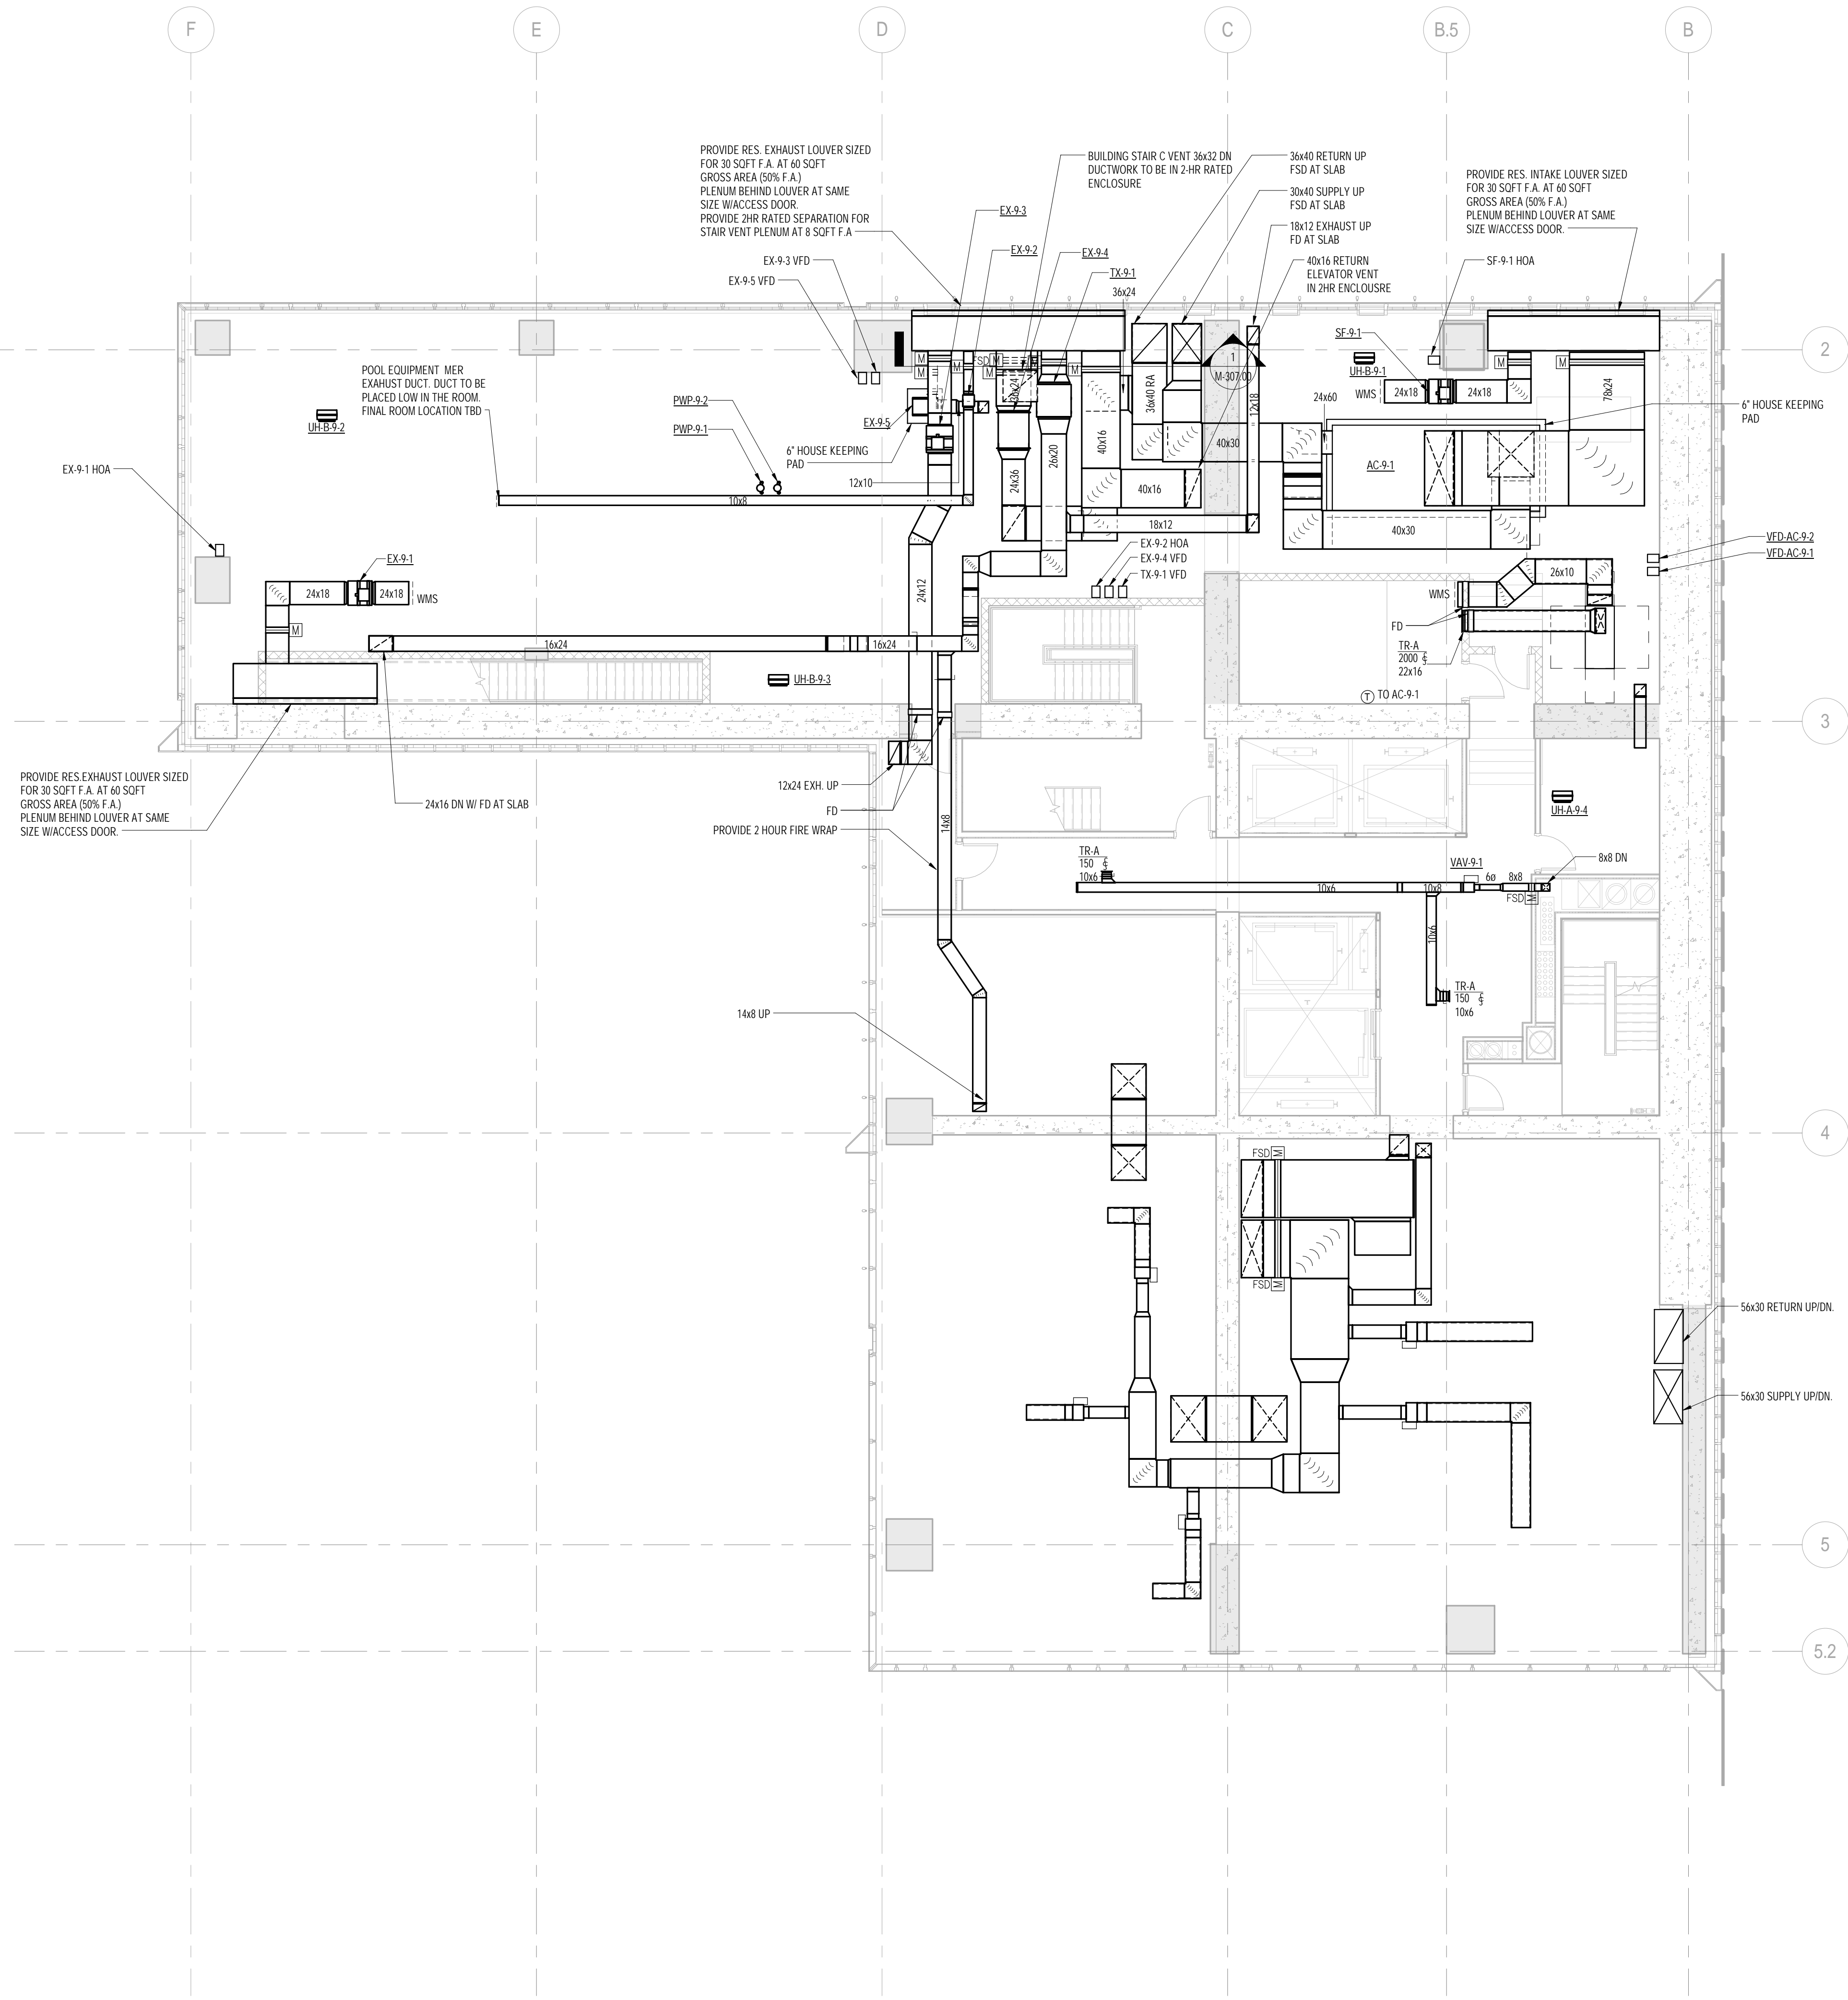 F
E
D
C
B.5
B
PROVIDE RES. EXHAUST LOUVER SIZED
FOR 30 SQFT F.A. AT 60 SQFT
GROSS AREA (50% F.A.)
PLENUM BEHIND LOUVER AT SAME
SIZE W/ACCESS DOOR.
PROVIDE 2HR RATED SEPARATION FOR
STAIR VENT PLENUM AT 8 SQFT F.A
BUILDING STAIR C VENT 36x32 DN
DUCTWORK TO BE IN 2-HR RATED
ENCLOSURE
36x40 RETURN UP
FSD AT SLAB
30x40 SUPPLY UP
FSD AT SLAB
18x12 EXHAUST UP
FD AT SLAB
40x16 RETURN
ELEVATOR VENT
IN 2HR ENCLOUSRE
PROVIDE RES. INTAKE LOUVER SIZED
FOR 30 SQFT F.A. AT 60 SQFT
GROSS AREA (50% F.A.)
PLENUM BEHIND LOUVER AT SAME
SIZE W/ACCESS DOOR.
EX-9-3
EX-9-2
EX-9-4
TX-9-1
36x24
EX-9-3 VFD
EX-9-5 VFD
SF-9-1 HOA
SF-9-1
UH-B-9-1
2
1
M-307.00
M
M
M
FSD
M
M
M
M
M
M
POOL EQUIPMENT MER
EXAHUST DUCT. DUCT TO BE
PLACED LOW IN THE ROOM.
FINAL ROOM LOCATION TBD
PWP-9-2
PWP-9-1
EX-9-5
6" HOUSE KEEPING
PAD
12x10
36x24
36x40 RA
12x18
WMS
24x18
24x18
78x24
24x60
6" HOUSE KEEPING
PAD
UH-B-9-2
EX-9-1 HOA
24x36
26x20
40x16
40x16
40x30
AC-9-1
10x8
18x12
40x30
EX-9-2 HOA
EX-9-4 VFD
TX-9-1 VFD
VFD-AC-9-2
VFD-AC-9-1
EX-9-1
24x18
24x18
WMS
M
24x12
26x10
WMS
FD
TR-A
2000
22x16
16x24
16x24
UH-B-9-3
T
TO AC-9-1
3
PROVIDE RES.EXHAUST LOUVER SIZED
FOR 30 SQFT F.A. AT 60 SQFT
GROSS AREA (50% F.A.)
PLENUM BEHIND LOUVER AT SAME
SIZE W/ACCESS DOOR.
24x16 DN W/ FD AT SLAB
12x24 EXH. UP
FD
PROVIDE 2 HOUR FIRE WRAP
14x8
UH-A-9-4
TR-A
150
10x6
10x6
10x8
VAV-9-1
6ø
8x8
8x8 DN
FSD
M
10x6
TR-A
150
10x6
14x8 UP
4
FSD
M
FSD
M
56x30 RETURN UP/DN.
56x30 SUPPLY UP/DN.
5
5.2